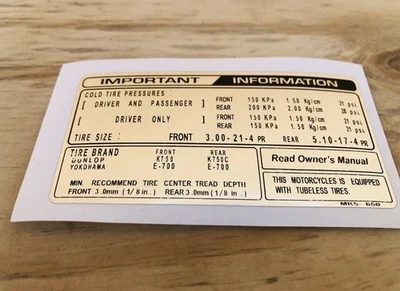 IMPORTANT INFORMATION
COLD TIRE PRESSURES :
[ DRIVER AND PASSENGER ] FRONT 150 KPa 1.50 Kg/cm 21 psi
REAR 200 KPa 2.00 Kg/cm 28 psi.
[ DRIVER ONLY ] FRONT 150 KPa 1.50 Kg/cm 21 psi
REAR 150 KPa 1.50 Kg/cm 21 psi.
TIRE SIZE : FRONT 3.00-21-4 PR REAR 5.10-17-4 PR
TIRE BRAND FRONT REAR
DUNLOP KT50 K750C
YOKOHAMA E-700 E-700
MIN. RECOMMEND TIRE CENTER TREAD DEPTH
FRONT 3.0mm (1/8 in.) REAR 3.0mm (1/8 in.)
Read Owner's Manual
THIS MOTORCYCLES IS EQUIPPED
WITH TUBELESS TIRES.
MK5- 650